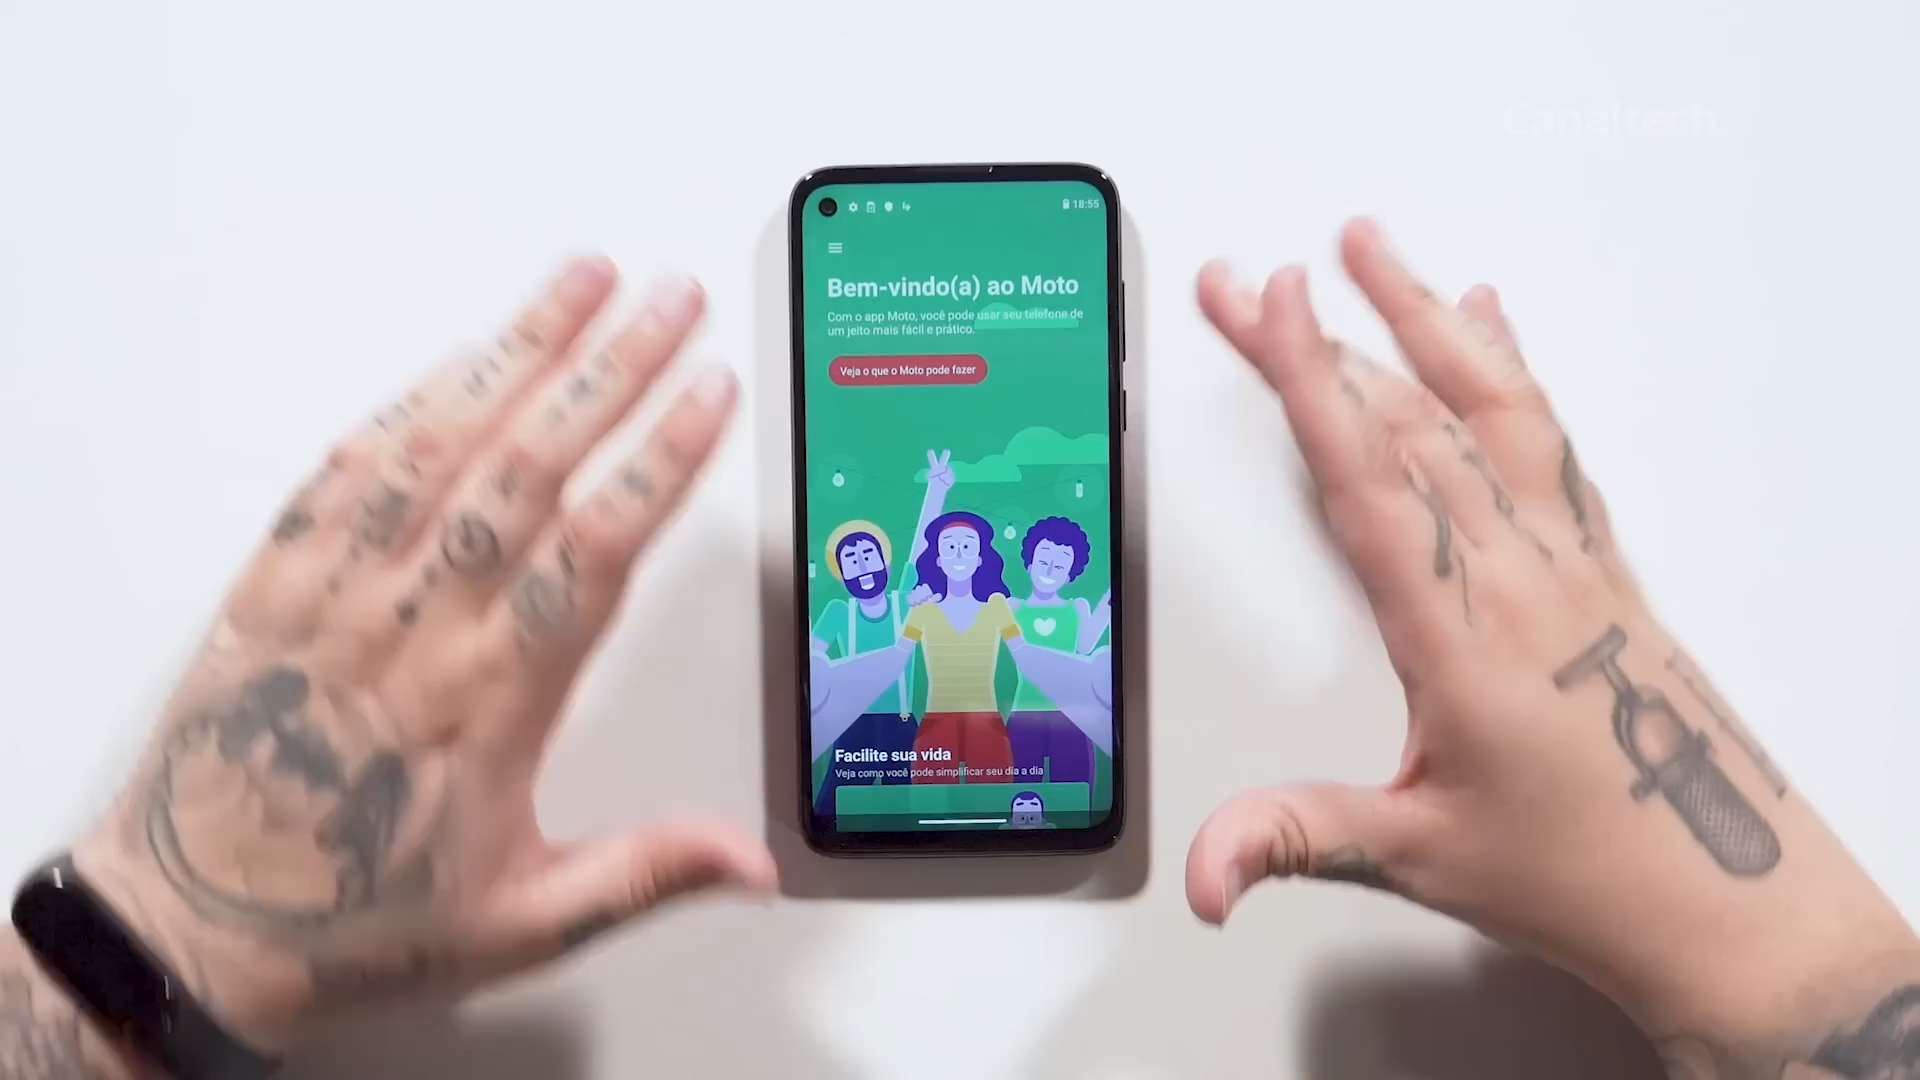 Canaltech
18:55
Bem-vindo(a) ao Moto
Com o app Moto, você pode usar seu telefone de
um jeito mais fácil e prático.
Veja o que o Moto pode fazer
Facilite sua vida
Veja como você pode simplificar seu dia a dia